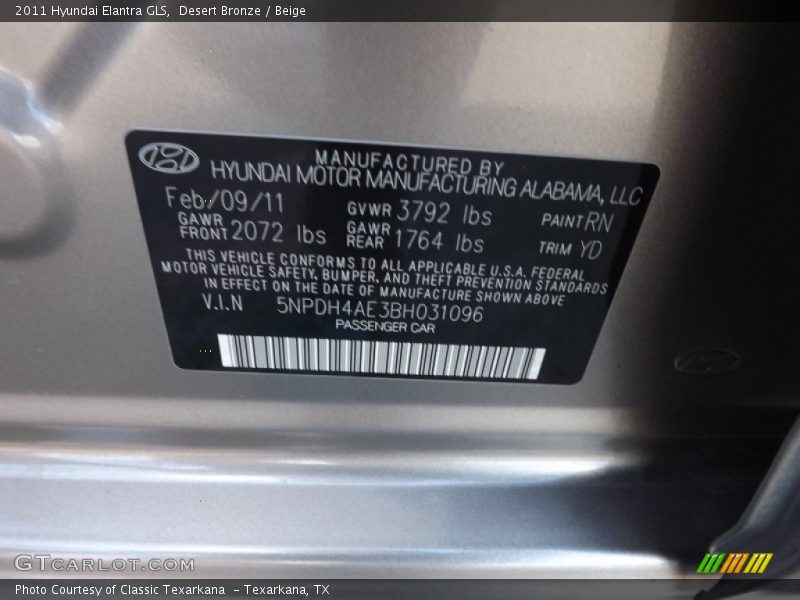 2011 Hyundai Elantra GLS,  Desert Bronze / Beige
MANUFACTURED BY
HYUNDAI MOTOR MANUFACTURING ALABAMA, LLC
Feb/09/11 GVWR 3792 lbs PAINT RN
GAWR FRONT 2072 lbs GAWR REAR 1764 lbs TRIM YD
THIS VEHICLE CONFORMS TO ALL APPLICABLE U.S.A. FEDERAL
MOTOR VEHICLE SAFETY, BUMPER, AND THEFT PREVENTION STANDARDS
IN EFFECT ON THE DATE OF MANUFACTURE SHOWN ABOVE
V.I.N 5NPDH4AE3BH031096
PASSENGER CAR
GTCARLOT.COM
Photo Courtesy of Classic Texarkana  - Texarkana, TX